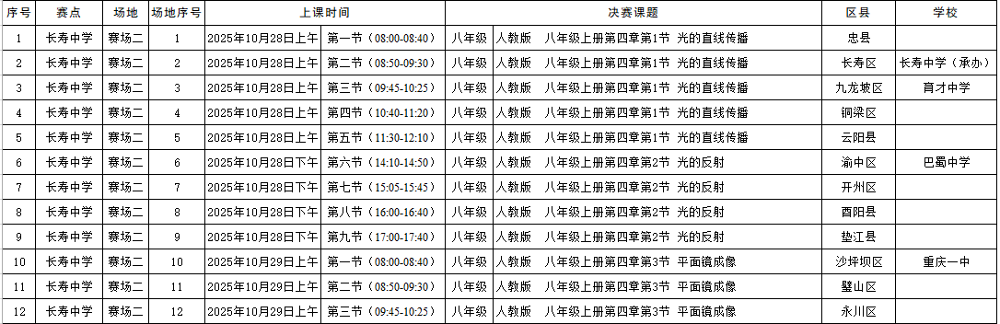 序号 赛点 场地 场地序号 上课时间 决赛课题 区县 学校
1 长寿中学 赛场二 1 2025年10月28日上午 第一节（08:00-08:40） 八年级 人教版 八年级上册第四章第1节 光的直线传播 忠县
2 长寿中学 赛场二 2 2025年10月28日上午 第二节（08:50-09:30） 八年级 人教版 八年级上册第四章第1节 光的直线传播 长寿区 长寿中学（承办）
3 长寿中学 赛场二 3 2025年10月28日上午 第三节（09:45-10:25） 八年级 人教版 八年级上册第四章第1节 光的直线传播 九龙坡区 育才中学
4 长寿中学 赛场二 4 2025年10月28日上午 第四节（10:40-11:20） 八年级 人教版 八年级上册第四章第1节 光的直线传播 铜梁区
5 长寿中学 赛场二 5 2025年10月28日上午 第五节（11:30-12:10） 八年级 人教版 八年级上册第四章第1节 光的直线传播 云阳县
6 长寿中学 赛场二 6 2025年10月28日上午 第六节（14:10-14:50） 八年级 人教版 八年级上册第四章第2节 光的反射 渝中区 巴蜀中学
7 长寿中学 赛场二 7 2025年10月28日下午 第七节（15:05-15:45） 八年级 人教版 八年级上册第四章第2节 光的反射 开州区
8 长寿中学 赛场二 8 2025年10月28日下午 第八节（16:00-16:40） 八年级 人教版 八年级上册第四章第2节 光的反射 酉阳县
9 长寿中学 赛场二 9 2025年10月28日下午 第九节（17:00-17:40） 八年级 人教版 八年级上册第四章第2节 光的反射 垫江县
10 长寿中学 赛场二 10 2025年10月29日上午 第一节（08:00-08:40） 八年级 人教版 八年级上册第四章第3节 平面镜成像 沙坪坝区 重庆一中
11 长寿中学 赛场二 11 2025年10月29日上午 第二节（08:50-09:30） 八年级 人教版 八年级上册第四章第3节 平面镜成像 璧山区
12 长寿中学 赛场二 12 2025年10月29日上午 第三节（09:45-10:25） 八年级 人教版 八年级上册第四章第3节 平面镜成像 永川区